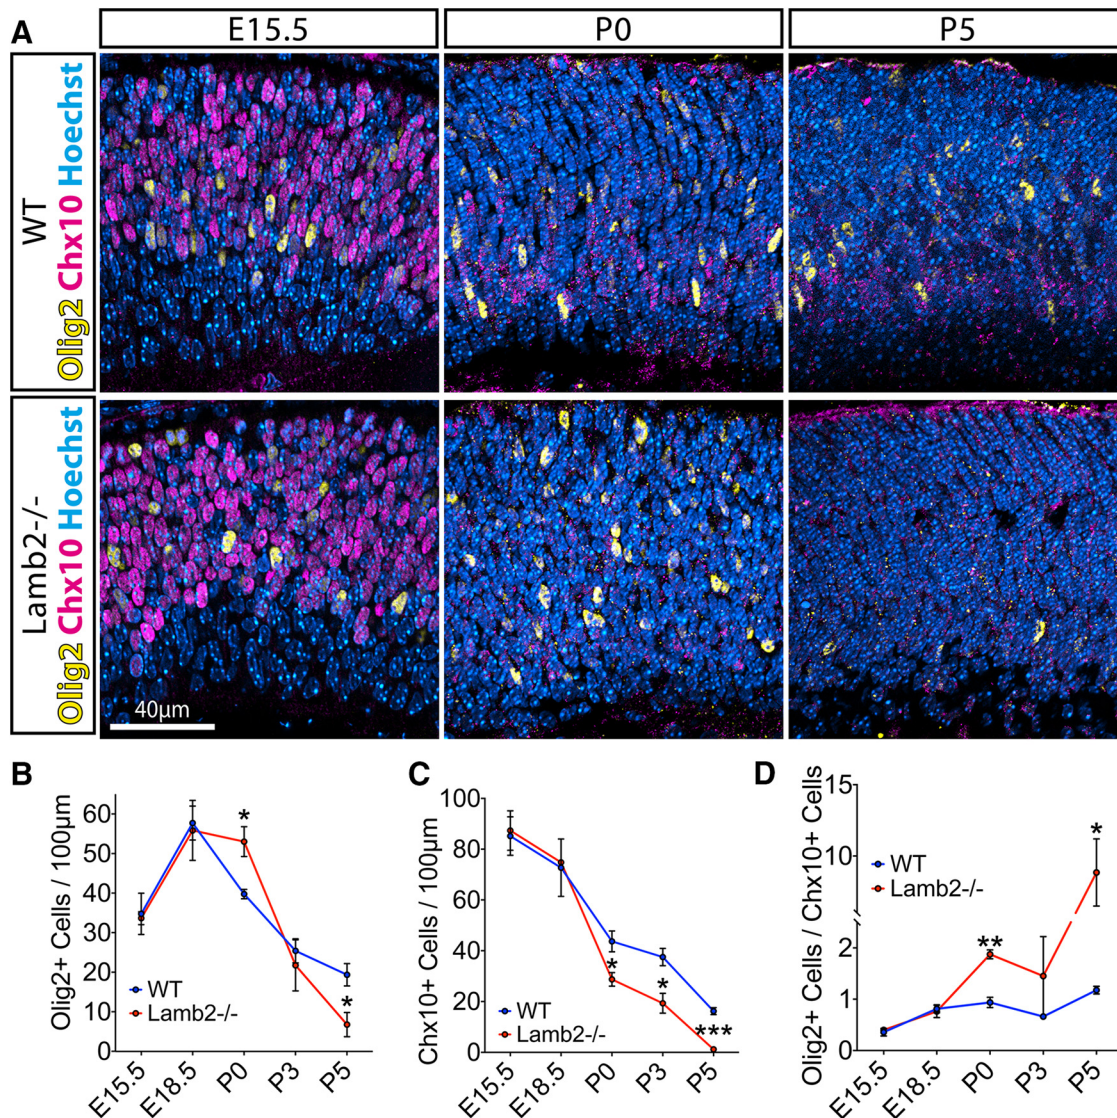 A
E15.5
P0
P5
WT
Olig2 Chx10 Hoechst
Lamb2-/-
Olig2 Chx10 Hoechst
40µm
B
Olig2+ Cells / 100µm
60
50
40
30
20
10
0
*
*
WT
Lamb2-/-
E15.5
E18.5
P0
P3
P5
C
Chx10+ Cells / 100µm
100
80
60
40
20
0
*
*
***
WT
Lamb2-/-
E15.5
E18.5
P0
P3
P5
D
Olig2+ Cells / Chx10+ Cells
15
10
2
1
0
**
*
WT
Lamb2-/-
E15.5
E18.5
P0
P3
P5